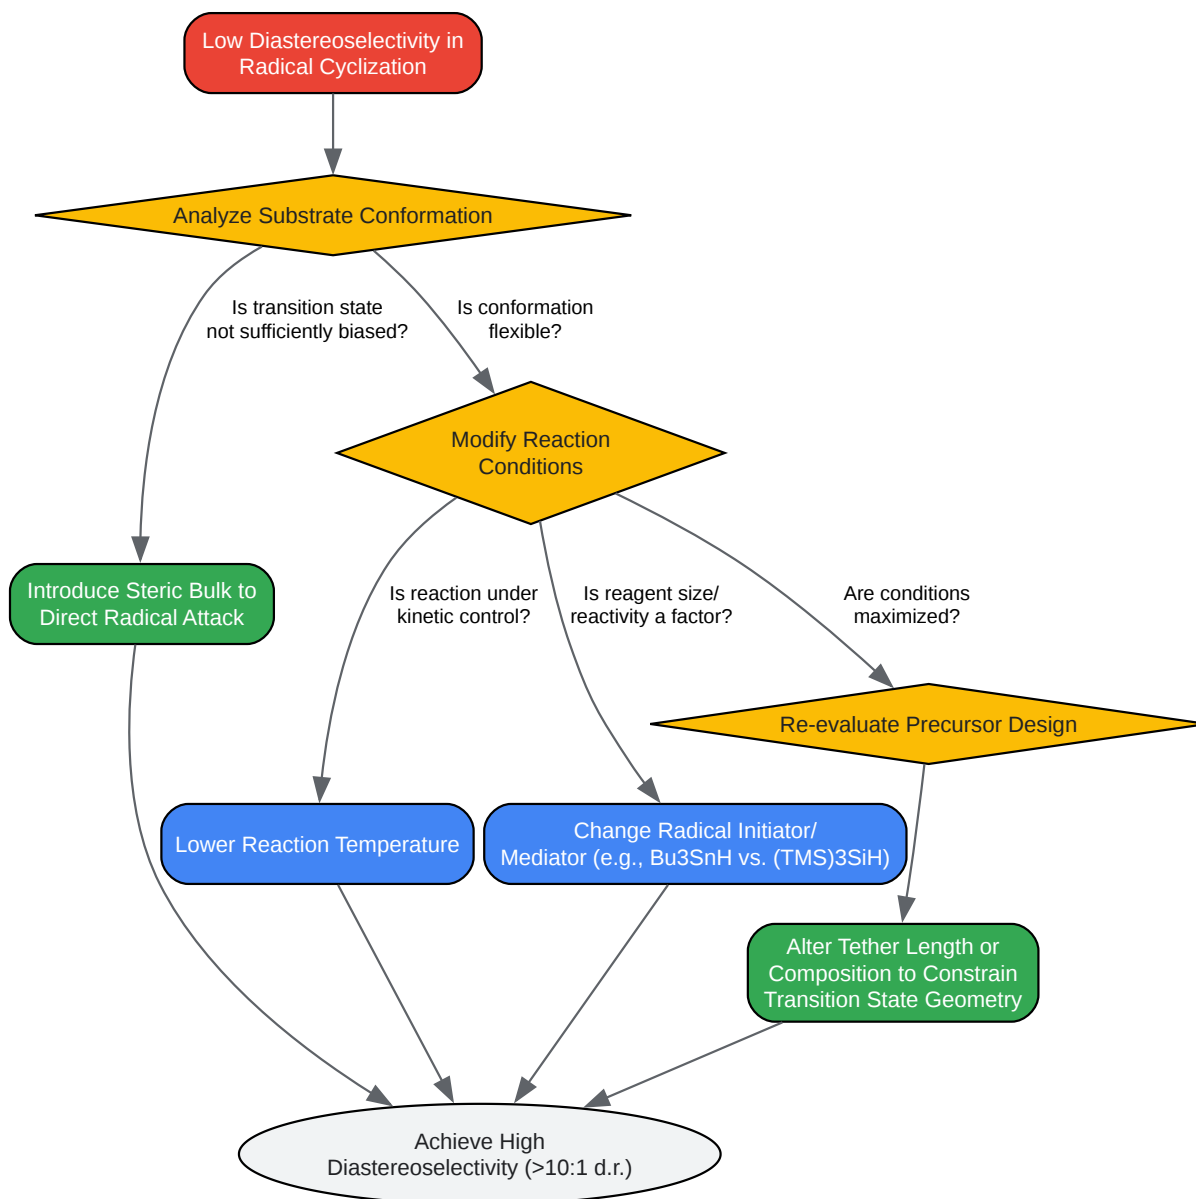 Low Diastereoselectivity in
Radical Cyclization
Analyze Substrate Conformation
Is transition state
not sufficiently biased?
Is conformation
flexible?
Modify Reaction
Conditions
Introduce Steric Bulk to
Direct Radical Attack
Is reaction under
kinetic control?
Is reagent size/
reactivity a factor?
Are conditions
maximized?
Re-evaluate Precursor Design
Lower Reaction Temperature
Change Radical Initiator/
Mediator (e.g., Bu3SnH vs. (TMS)3SiH)
Alter Tether Length or
Composition to Constrain
Transition State Geometry
Achieve High
Diastereoselectivity (>10:1 d.r.)